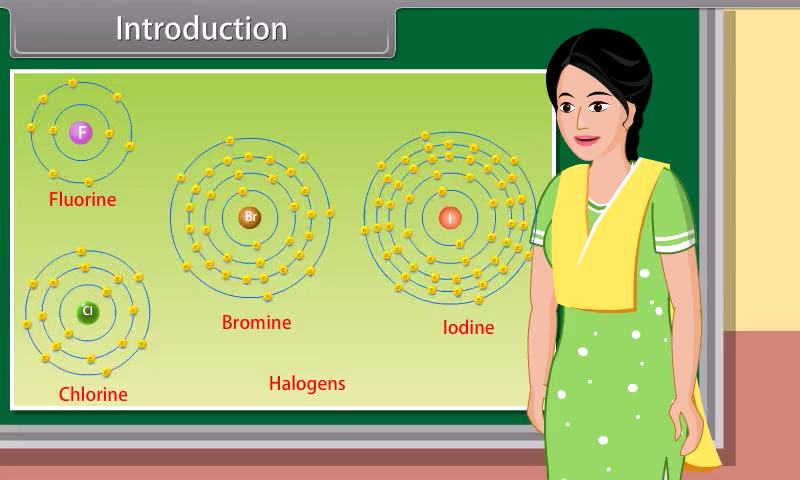 Introduction
F
Fluorine
Br
Bromine
I
Iodine
Cl
Chlorine
Halogens